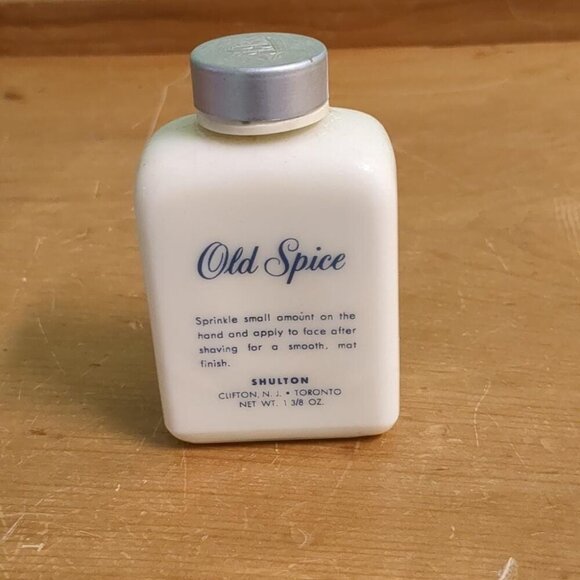 Old Spice
Sprinkle small amount on the
hand and apply to face after
shaving for a smooth, mat
finish.
SHULTON
CLIFTON, N. J. • TORONTO
NET WT. 1 3/8 OZ.